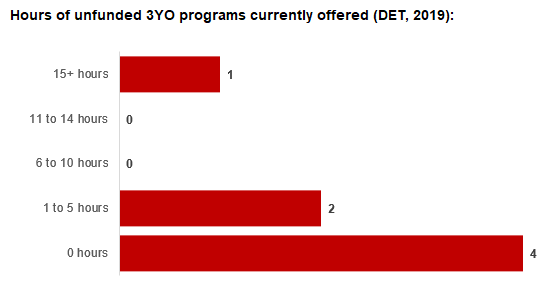 Hours of unfunded 3YO programs currently offered (DET, 2019):
15+ hours 1
11 to 14 hours 0
6 to 10 hours 0
1 to 5 hours 2
0 hours 4